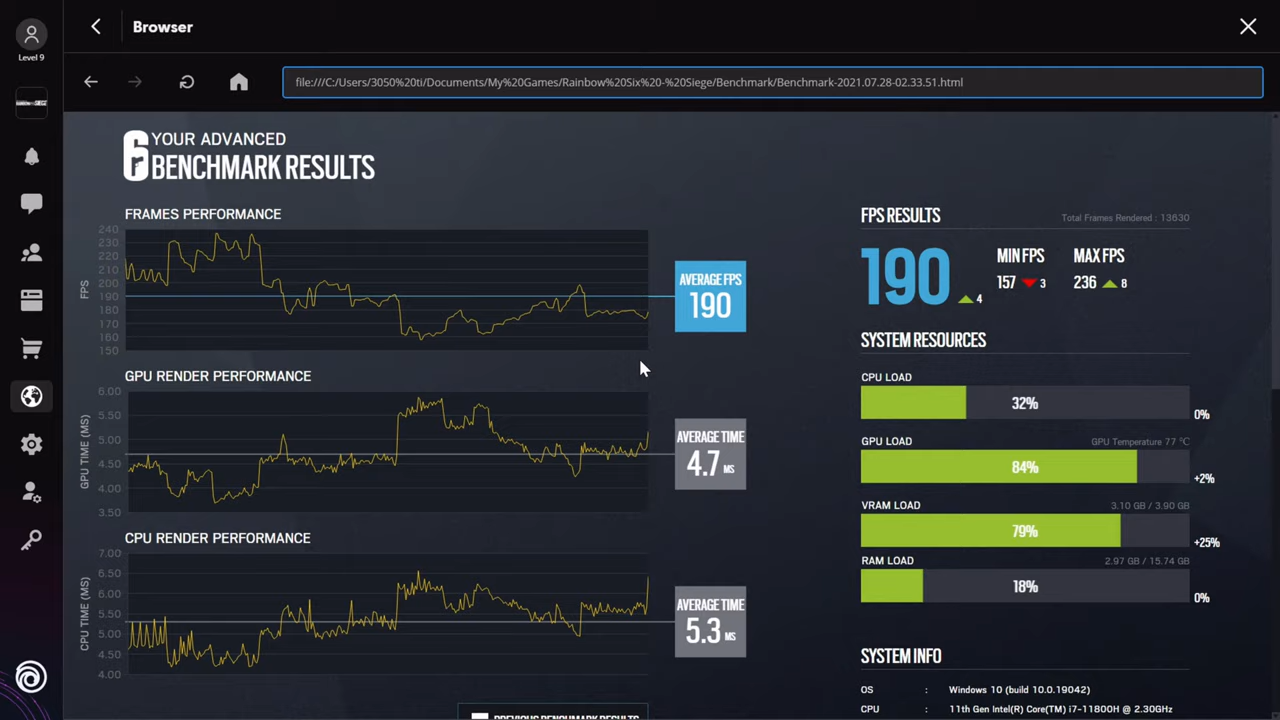 Browser
Level 9
file:///C:/Users/3050%20ti/Documents/My%20Games/Rainbow%20Six%20-%20Siege/Benchmark/Benchmark-2021.07.28-02.33.51.html
6
YOUR ADVANCED
BENCHMARK RESULTS
FRAMES PERFORMANCE
FPS
240
230
220
210
200
190
180
170
160
150
AVERAGE FPS
190
GPU RENDER PERFORMANCE
GPU TIME (MS)
6.00
5.50
5.00
4.50
4.00
3.50
AVERAGE TIME
4.7 MS
CPU RENDER PERFORMANCE
CPU TIME (MS)
7.00
6.00
5.50
5.00
4.00
AVERAGE TIME
5.3 MS
PREVIOUS BENCHMARK RESULTS
FPS RESULTS
Total Frames Rendered : 13630
190
4
MIN FPS
157 3
MAX FPS
236 8
SYSTEM RESOURCES
CPU LOAD
32%
0%
GPU LOAD
GPU Temperature 77 °C
84%
+2%
VRAM LOAD
3.10 GB / 3.90 GB
79%
+25%
RAM LOAD
2.97 GB / 15.74 GB
18%
0%
SYSTEM INFO
OS : Windows 10 (build 10.0.19042)
CPU : 11th Gen Intel(R) Core(TM) i7-11800H @ 2.30GHz